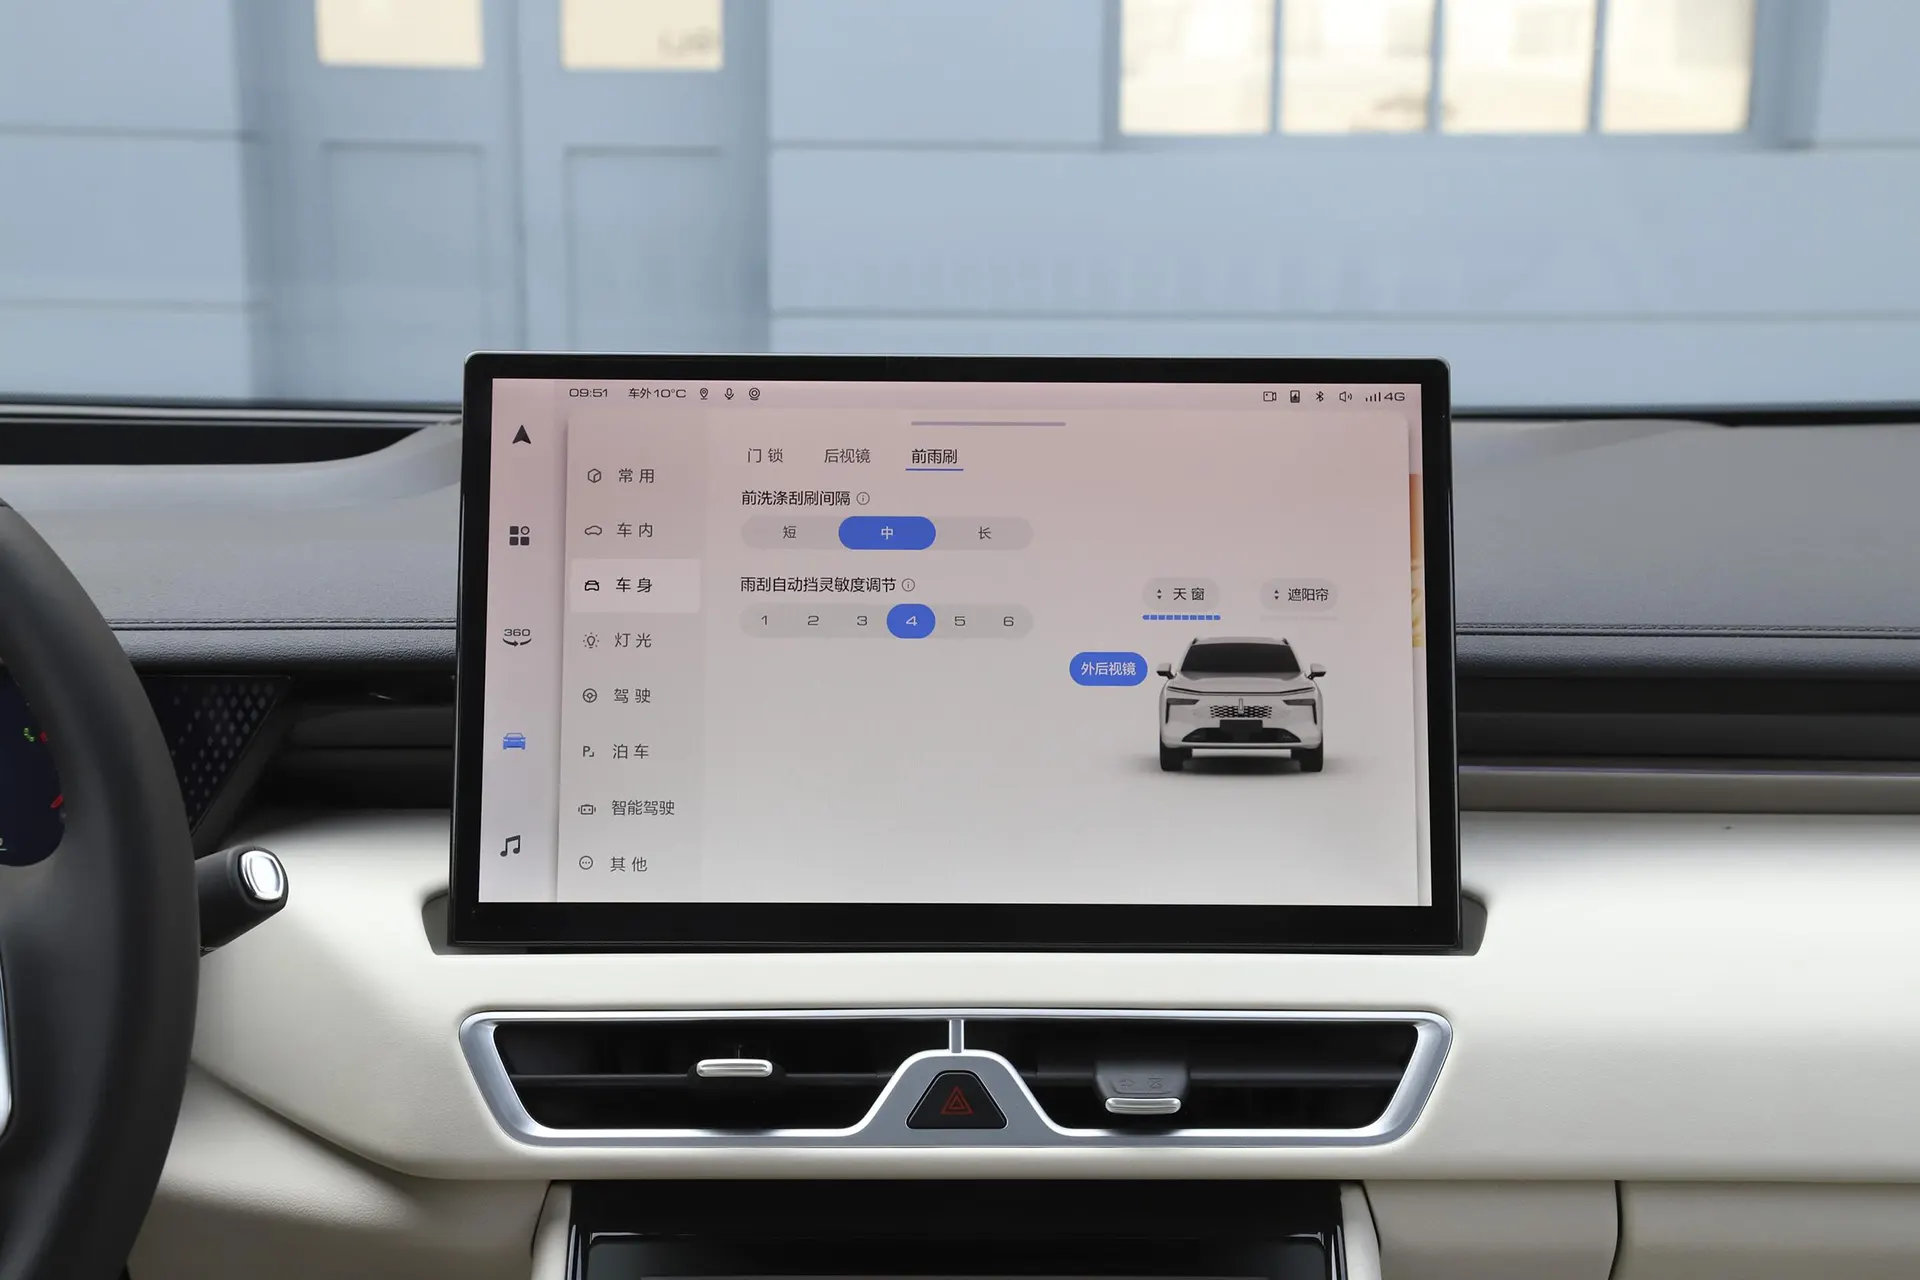 09:51 车外10°C
4G
门锁 后视镜 前雨刷
前洗涤刮刷间隔
短 中 长
雨刮自动挡灵敏度调节
1 2 3 4 5 6
常用
车内
车身
灯光
驾驶
泊车
智能驾驶
其他
360
天窗 遮阳帘
外后视镜